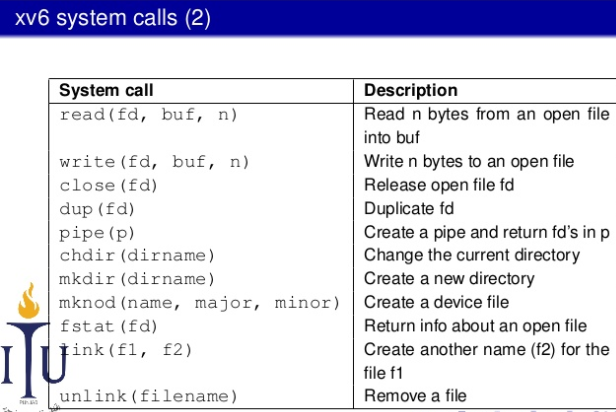 xv6 system calls (2)
System call Description
read(fd, buf, n) Read n bytes from an open file
into buf
write(fd, buf, n) Write n bytes to an open file
close(fd) Release open file fd
dup(fd) Duplicate fd
pipe(p) Create a pipe and return fd's in p
chdir(dirname) Change the current directory
mkdir(dirname) Create a new directory
mknod(name, major, minor) Create a device file
fstat(fd) Return info about an open file
link(f1, f2) Create another name (f2) for the
file f1
unlink(filename) Remove a file
ITU